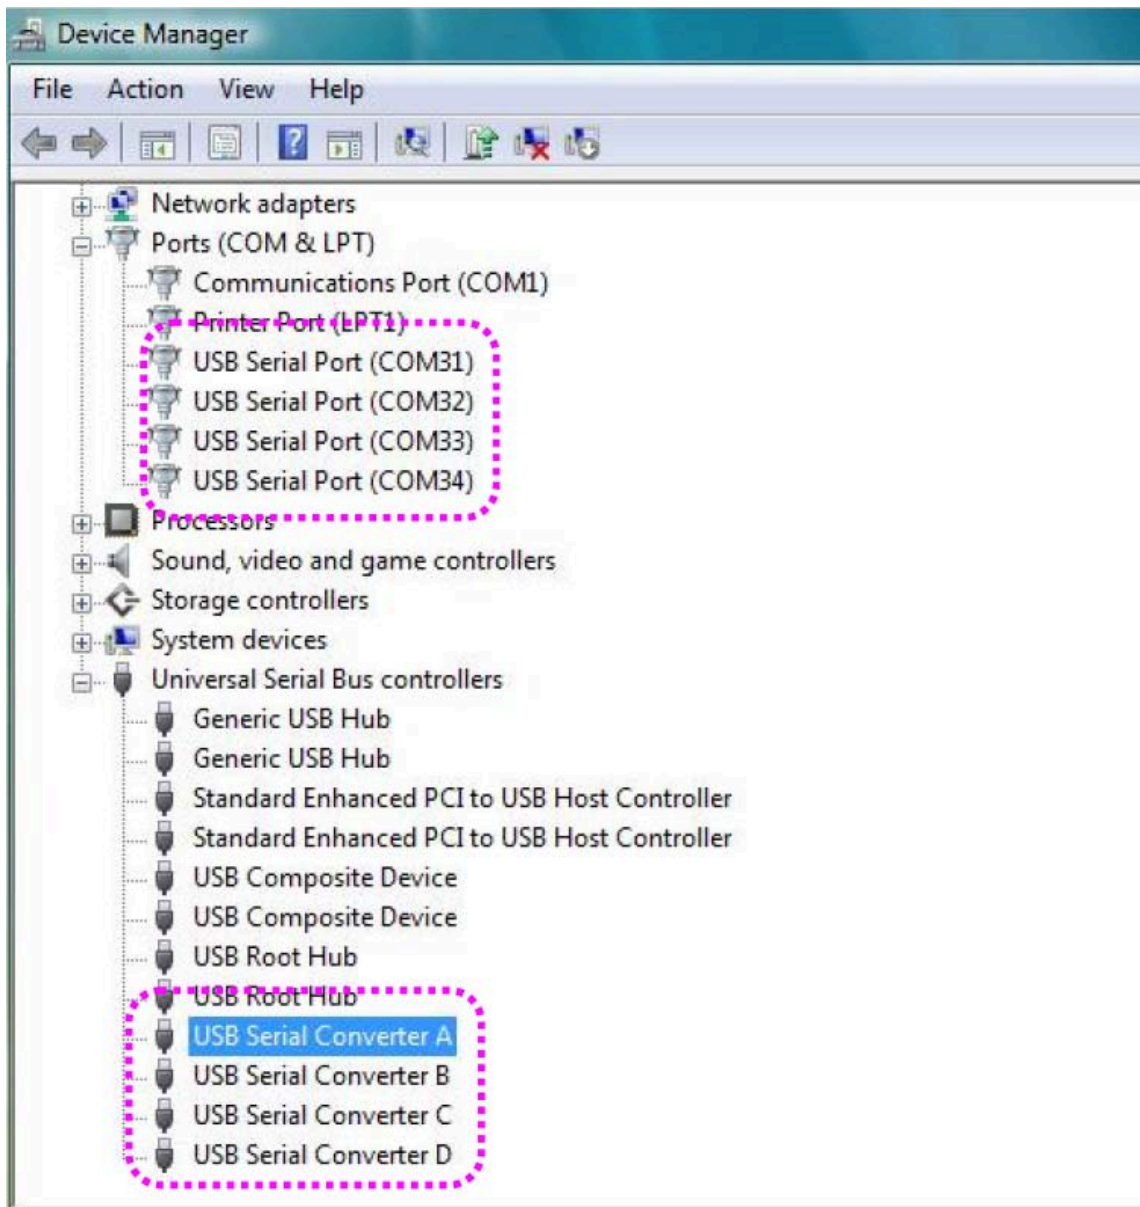 Device Manager
File Action View Help
Network adapters
Ports (COM & LPT)
Communications Port (COM1)
Printer Port (LPT1)
USB Serial Port (COM31)
USB Serial Port (COM32)
USB Serial Port (COM33)
USB Serial Port (COM34)
Processors
Sound, video and game controllers
Storage controllers
System devices
Universal Serial Bus controllers
Generic USB Hub
Generic USB Hub
Standard Enhanced PCI to USB Host Controller
Standard Enhanced PCI to USB Host Controller
USB Composite Device
USB Composite Device
USB Root Hub
USB Root Hub
USB Serial Converter A
USB Serial Converter B
USB Serial Converter C
USB Serial Converter D